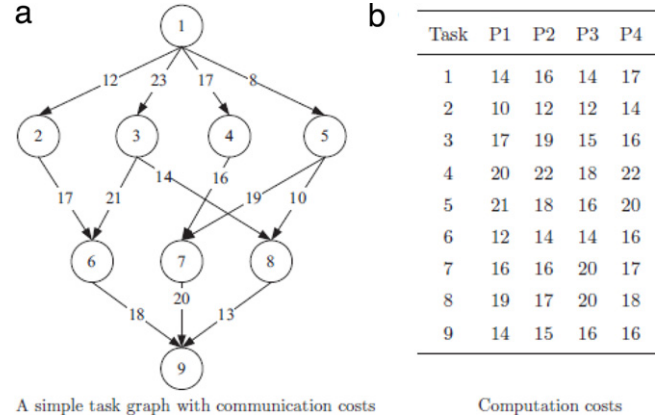 a
1
12 23 17 8
2 3 4 5
17 21 14 16 19 10
6 7 8
18 20 13
9
A simple task graph with communication costs
b
Task P1 P2 P3 P4
1 14 16 14 17
2 10 12 12 14
3 17 19 15 16
4 20 22 18 22
5 21 18 16 20
6 12 14 14 16
7 16 16 20 17
8 19 17 20 18
9 14 15 16 16
Computation costs